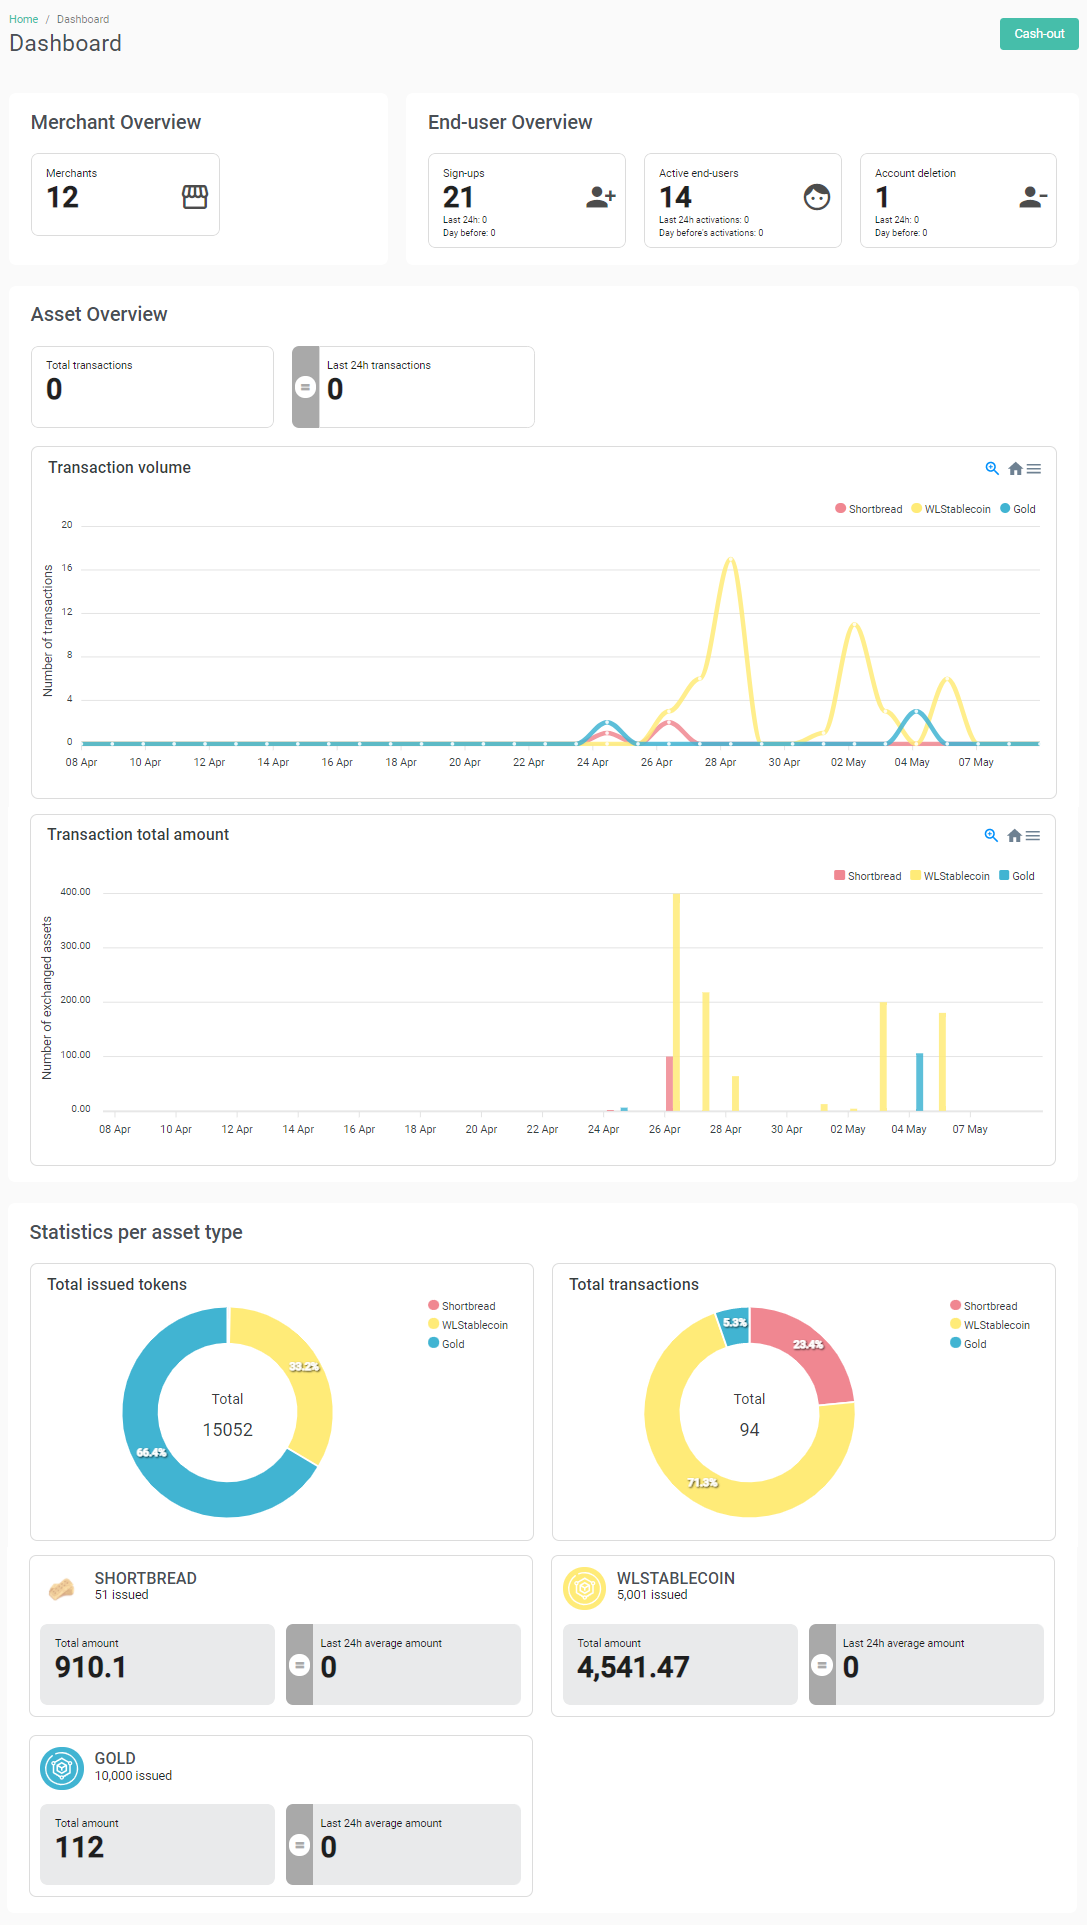 Home / Dashboard
Dashboard
Cash-out
Merchant Overview
Merchants
12
End-user Overview
Sign-ups
21
Last 24h: 0
Day before: 0
Active end-users
14
Last 24h activations: 0
Day before's activations: 0
Account deletion
1
Last 24h: 0
Day before: 0
Asset Overview
Total transactions
0
Last 24h transactions
0
Transaction volume
Shortbread WLStablecoin Gold
Number of transactions
20
16
12
8
4
0
08 Apr 10 Apr 12 Apr 14 Apr 16 Apr 18 Apr 20 Apr 22 Apr 24 Apr 26 Apr 28 Apr 30 Apr 02 May 04 May 07 May
Transaction total amount
Shortbread WLStablecoin Gold
Number of exchanged assets
400.00
300.00
200.00
100.00
0.00
08 Apr 10 Apr 12 Apr 14 Apr 16 Apr 18 Apr 20 Apr 22 Apr 24 Apr 26 Apr 28 Apr 30 Apr 02 May 04 May 07 May
Statistics per asset type
Total issued tokens
Shortbread
WLStablecoin
Gold
33.2%
66.4%
Total
15052
Total transactions
Shortbread
WLStablecoin
Gold
5.3%
23.4%
71.3%
Total
94
SHORTBREAD
51 issued
Total amount
910.1
Last 24h average amount
0
WLSTABLECOIN
5,001 issued
Total amount
4,541.47
Last 24h average amount
0
GOLD
10,000 issued
Total amount
112
Last 24h average amount
0